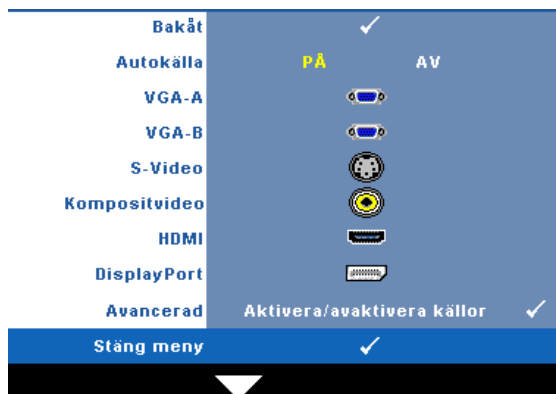 Bakåt
Autokälla PÅ AV
VGA-A
VGA-B
S-Video
Kompositvideo
HDMI
DisplayPort
Avancerad Aktivera/avaktivera källor
Stäng meny